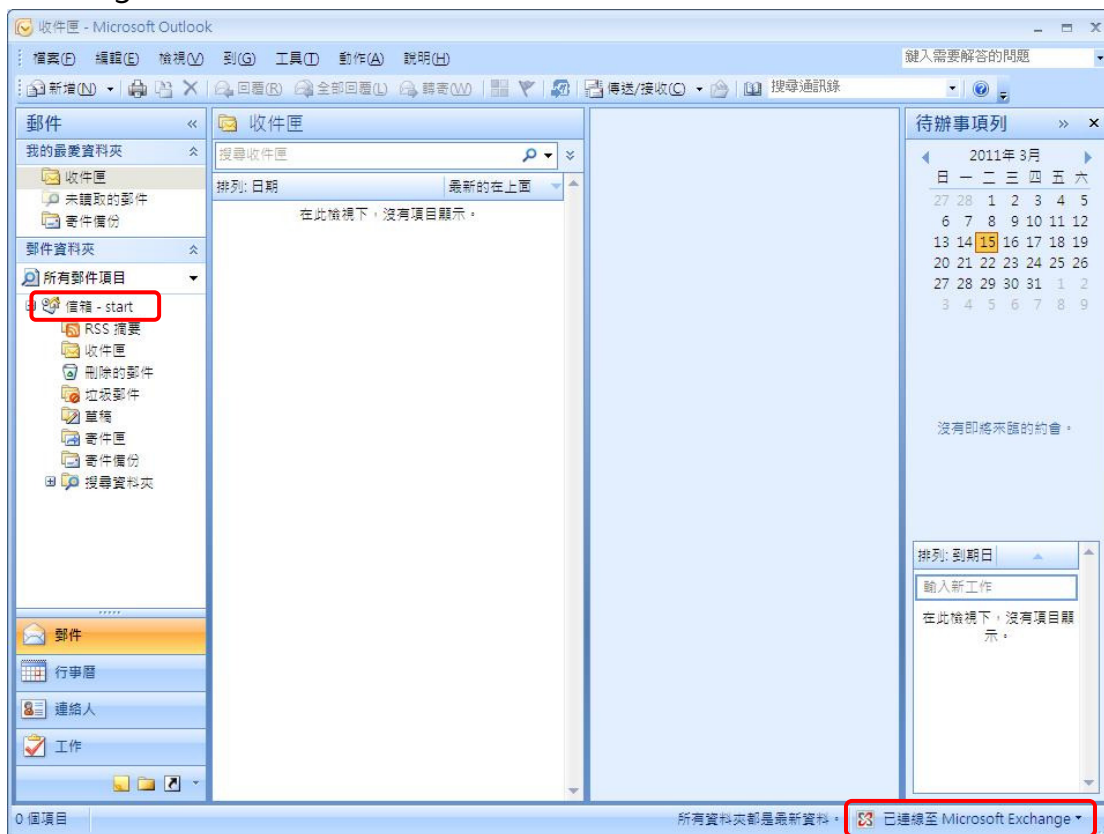 收件匣 - Microsoft Outlook
檔案(F) 編輯(E) 檢視(V) 到(G) 工具(T) 動作(A) 說明(H)
鍵入需要解答的問題
新增(N) 回覆(R) 全部回覆(L) 轉寄(W) 傳送/接收(C) 搜尋通訊錄
郵件
我的最愛資料夾
收件匣
未讀取的郵件
寄件備份
郵件資料夾
所有郵件項目
信箱 - start
RSS 摘要
收件匣
刪除的郵件
垃圾郵件
草稿
寄件匣
寄件備份
搜尋資料夾
郵件
行事曆
連絡人
工作
收件匣
搜尋收件匣
排列: 日期 最新的在上面
在此檢視下，沒有項目顯示。
待辦事項列
2011年 3月
日 一 二 三 四 五 六
27 28 1 2 3 4 5
6 7 8 9 10 11 12
13 14 15 16 17 18 19
20 21 22 23 24 25 26
27 28 29 30 31 1 2
3 4 5 6 7 8 9
沒有即將來臨的約會。
排列: 到期日
輸入新工作
在此檢視下，沒有項目顯
示。
0 個項目
所有資料夾都是最新資料。 已連線至 Microsoft Exchange